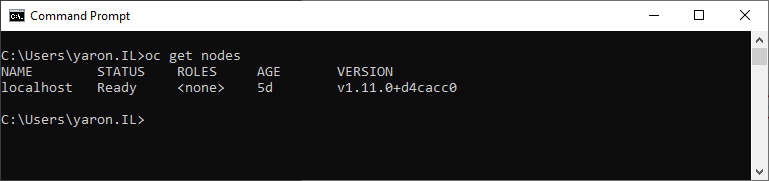 Command Prompt
C:\Users\yaron.IL>oc get nodes
NAME        STATUS    ROLES     AGE       VERSION
localhost   Ready     <none>    5d        v1.11.0+d4cacc0
C:\Users\yaron.IL>